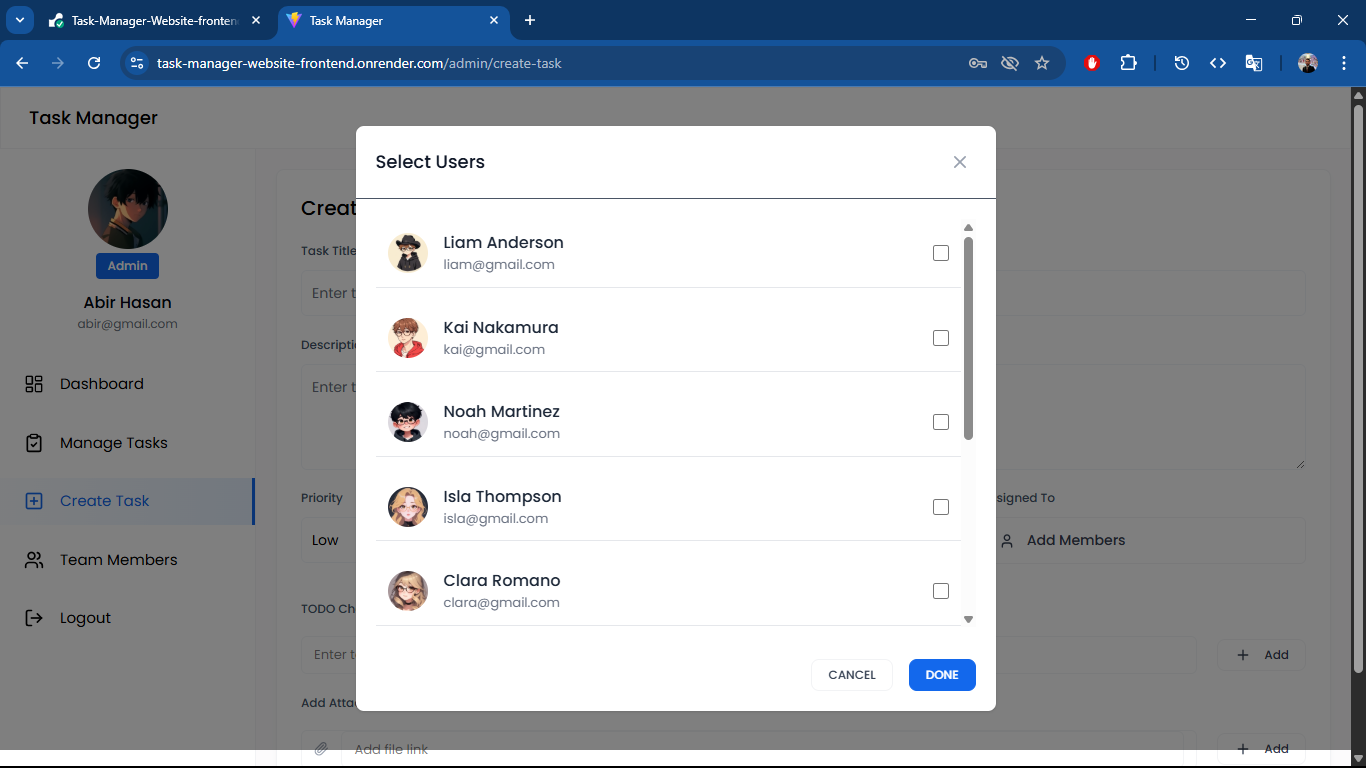 Task-Manager-Website-fronten
Task Manager
task-manager-website-frontend.onrender.com/admin/create-task
Task Manager
Admin
Abir Hasan
abir@gmail.com
Dashboard
Manage Tasks
Create Task
Team Members
Logout
Creat
Task Title
Enter t
Descripti
Enter t
Priority
Low
signed To
Add Members
TODO Ch
Enter t
Add
Add Atta
Add file link
Add
Select Users
Liam Anderson
liam@gmail.com
Kai Nakamura
kai@gmail.com
Noah Martinez
noah@gmail.com
Isla Thompson
isla@gmail.com
Clara Romano
clara@gmail.com
CANCEL
DONE